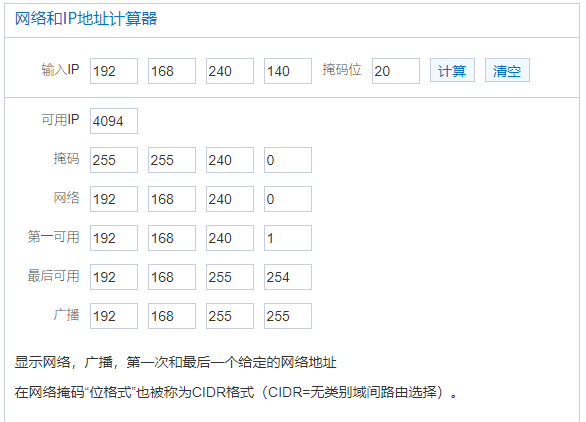 网络和IP地址计算器
输入IP 192 168 240 140 掩码位 20 计算 清空
可用IP 4094
掩码 255 255 240 0
网络 192 168 240 0
第一可用 192 168 240 1
最后可用 192 168 255 254
广播 192 168 255 255
显示网络，广播，第一次和最后一个给定的网络地址
在网络掩码“位格式”也被称为CIDR格式（CIDR=无类别域间路由选择）。